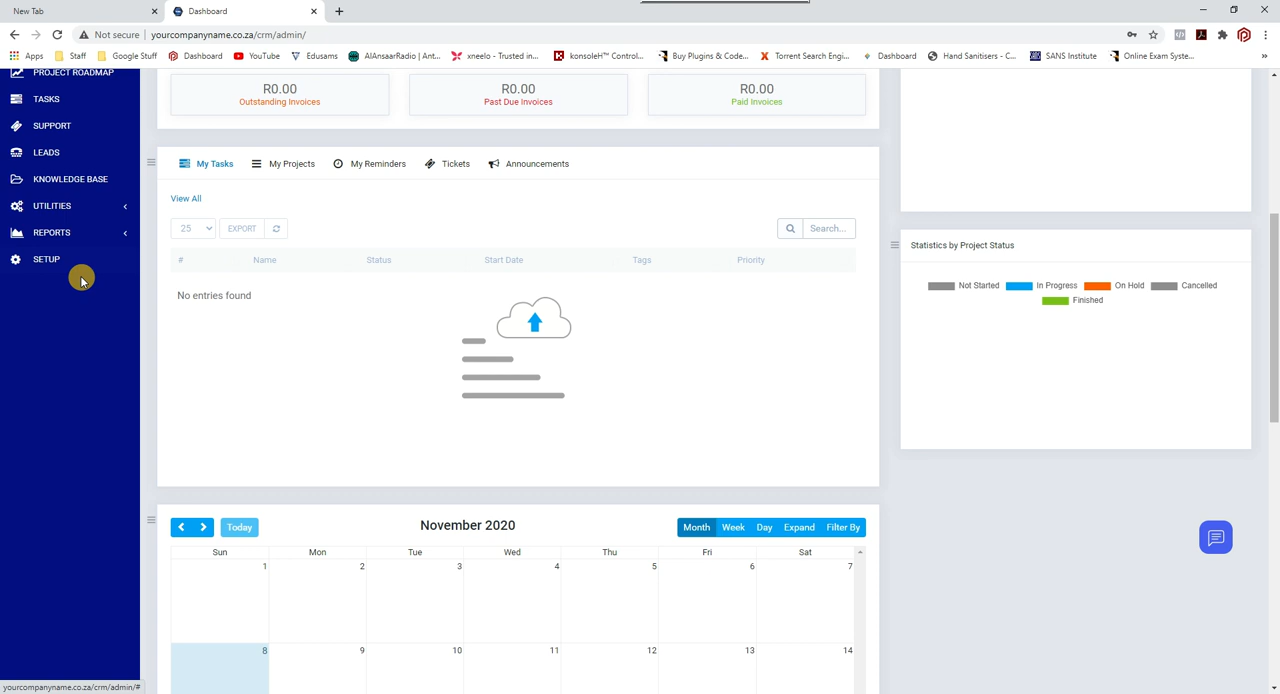 New Tab
Dashboard
Not secure | yourcompanyname.co.za/crm/admin/
Apps Staff Google Stuff Dashboard YouTube Edusams AlAnsaarRadio | Ant... xneelo - Trusted in... konsoleH™ Control... Buy Plugins & Code... Torrent Search Engi... Dashboard Hand Sanitisers - C... SANS Institute Online Exam Syste... »
PROJECT ROADMAP
TASKS
SUPPORT
LEADS
KNOWLEDGE BASE
UTILITIES
REPORTS
SETUP
R0.00 R0.00 R0.00
Outstanding Invoices Past Due Invoices Paid Invoices
My Tasks My Projects My Reminders Tickets Announcements
View All
25 EXPORT Search...
# Name Status Start Date Tags Priority
No entries found
Statistics by Project Status
Not Started In Progress On Hold Cancelled
Finished
Today November 2020 Month Week Day Expand Filter By
Sun Mon Tue Wed Thu Fri Sat
1 2 3 4 5 6 7
8 9 10 11 12 13 14
yourcompanyname.co.za/crm/admin/#